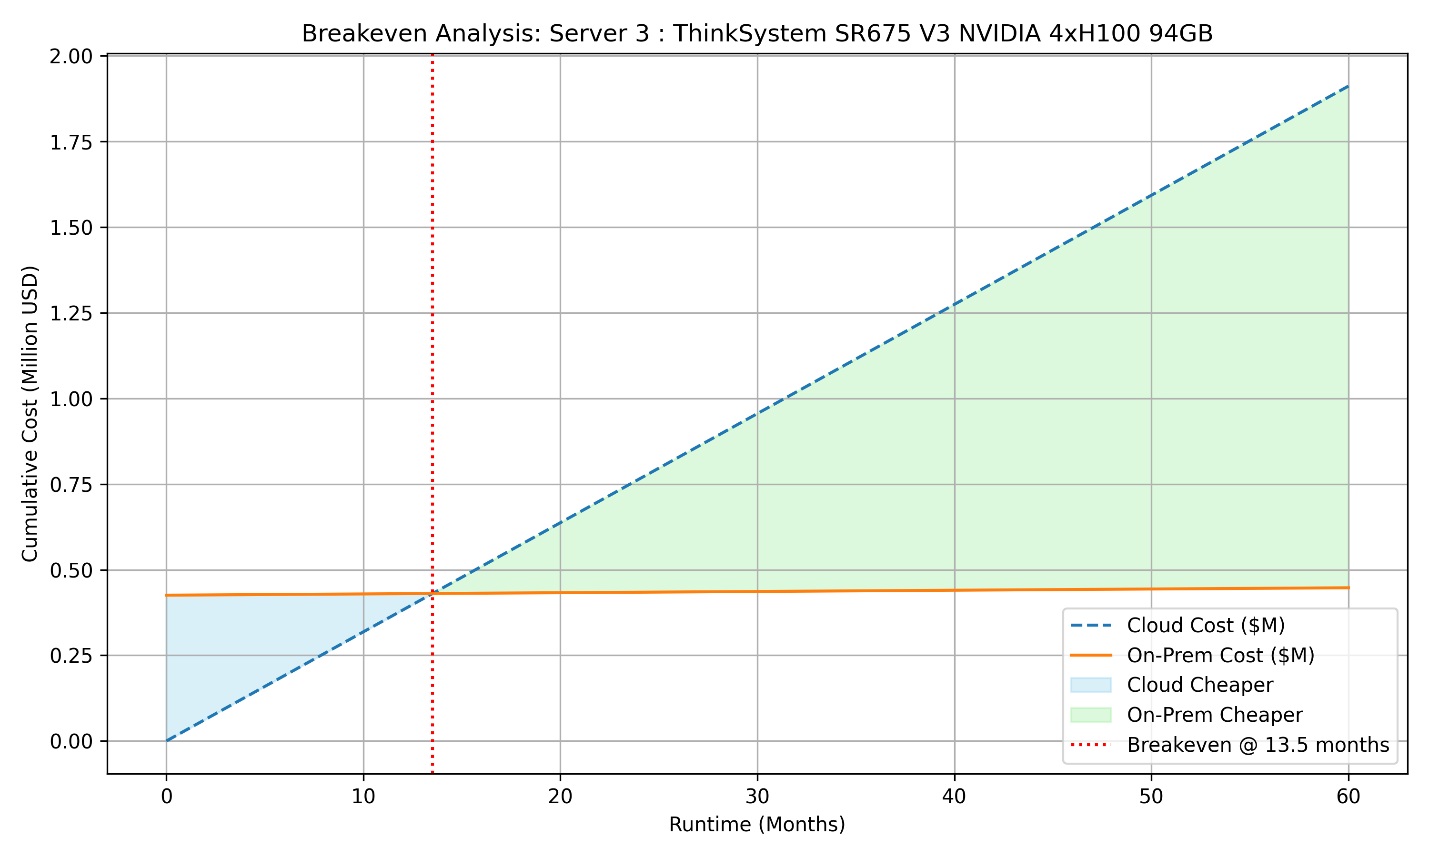 Breakeven Analysis: Server 3 : ThinkSystem SR675 V3 NVIDIA 4xH100 94GB
2.00
1.75
1.50
1.25
1.00
0.75
0.50
0.25
0.00
Cumulative Cost (Million USD)
Cloud Cost ($M)
On-Prem Cost ($M)
Cloud Cheaper
On-Prem Cheaper
Breakeven @ 13.5 months
0 10 20 30 40 50 60
Runtime (Months)